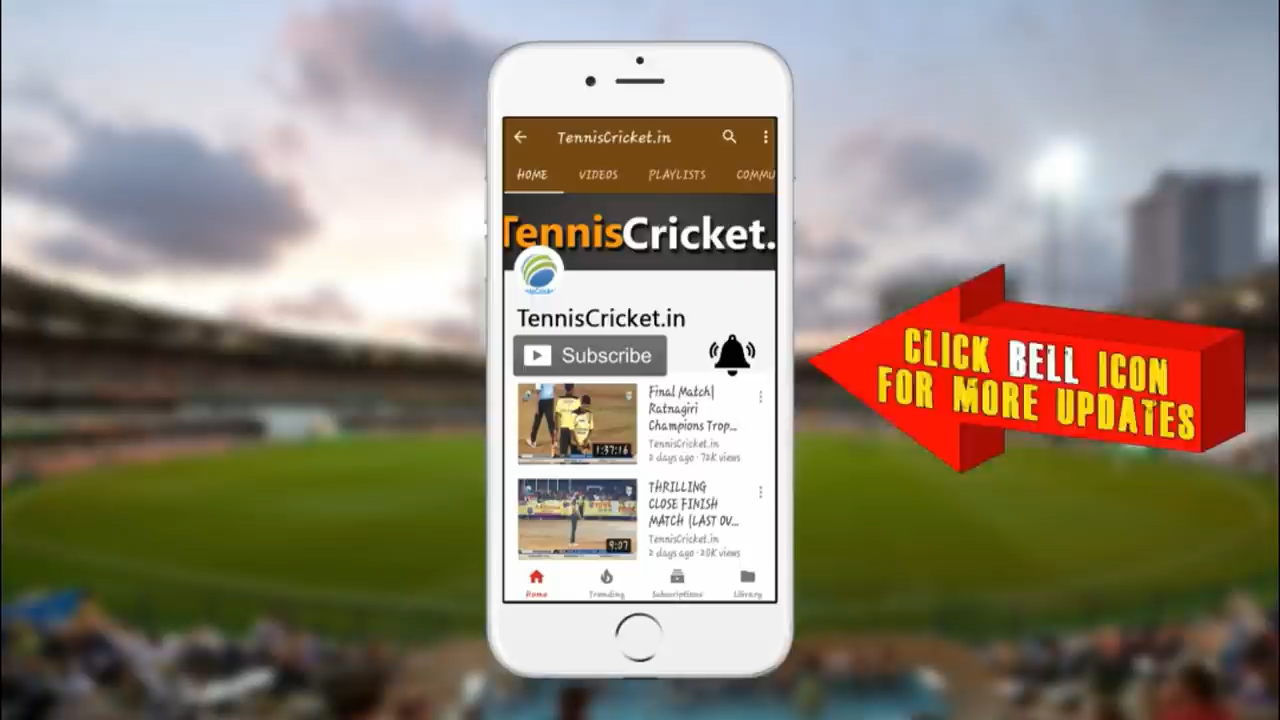 TennisCricket.in
HOME VIDEOS PLAYLISTS COMMU
TennisCricket.
TennisCricket.in
Subscribe
Final Match|
Ratnagiri
Champions Trop...
TennisCricket.in
2 days ago · 72K views
1:37:16
THRILLING
CLOSE FINISH
MATCH (LAST OV...
TennisCricket.in
2 days ago · 20K views
9:07
Home Trending Subscriptions Library
CLICK BELL ICON
FOR MORE UPDATES